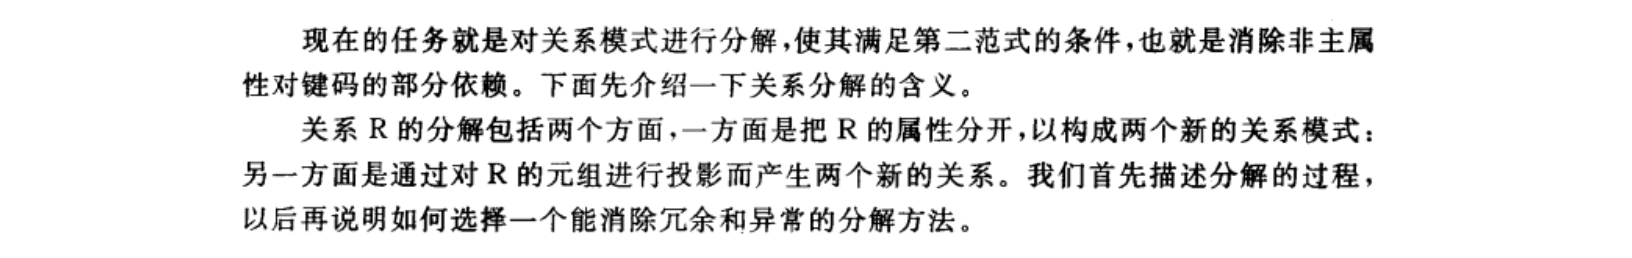 现在的任务就是对关系模式进行分解,使其满足第二范式的条件,也就是消除非主属
性对键码的部分依赖。下面先介绍一下关系分解的含义。
关系 R 的分解包括两个方面,一方面是把 R 的属性分开,以构成两个新的关系模式:
另一方面是通过对 R 的元组进行投影而产生两个新的关系。我们首先描述分解的过程,
以后再说明如何选择一个能消除冗余和异常的分解方法。